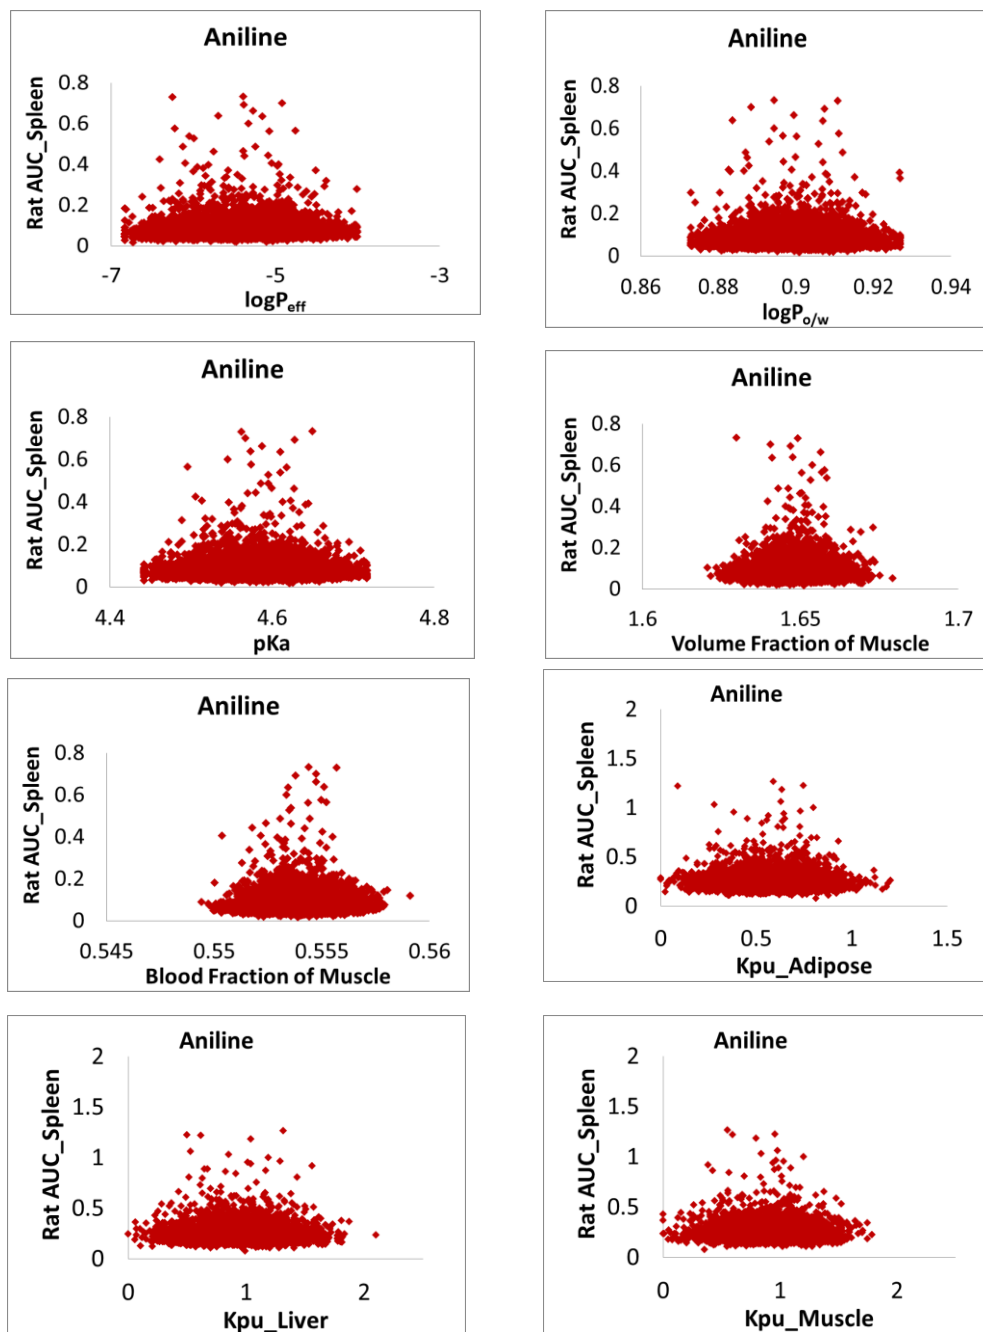 Aniline
Rat AUC_Spleen
0.8
0.6
0.4
0.2
0
-7
-5
-3
logPeff
Aniline
Rat AUC_Spleen
0.8
0.6
0.4
0.2
0
0.86
0.88
0.9
0.92
0.94
logPo/w
Aniline
Rat AUC_Spleen
0.8
0.6
0.4
0.2
0
4.4
4.6
4.8
pKa
Aniline
Rat AUC_Spleen
0.8
0.6
0.4
0.2
0
1.6
1.65
1.7
Volume Fraction of Muscle
Aniline
Rat AUC_Spleen
0.8
0.6
0.4
0.2
0
0.545
0.55
0.555
0.56
Blood Fraction of Muscle
Aniline
Rat AUC_Spleen
2
1.5
1
0.5
0
0
0.5
1
1.5
Kpu_Adipose
Aniline
Rat AUC_Spleen
2
1.5
1
0.5
0
0
1
2
Kpu_Liver
Aniline
Rat AUC_Spleen
2
1.5
1
0.5
0
0
1
2
Kpu_Muscle